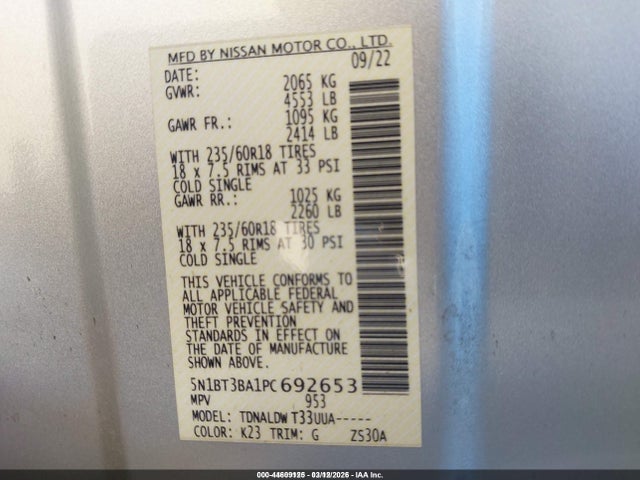 MFD BY NISSAN MOTOR CO., LTD.
DATE: 09/22
GVWR: 2065 KG
4553 LB
GAWR FR.: 1095 KG
2414 LB
WITH 235/60R18 TIRES
18 x 7.5 RIMS AT 33 PSI
COLD SINGLE
GAWR RR.: 1025 KG
2260 LB
WITH 235/60R18 TIRES
18 x 7.5 RIMS AT 30 PSI
COLD SINGLE
THIS VEHICLE CONFORMS TO
ALL APPLICABLE FEDERAL
MOTOR VEHICLE SAFETY AND
THEFT PREVENTION
STANDARDS IN EFFECT ON
THE DATE OF MANUFACTURE
SHOWN ABOVE.
5N1BT3BA1PC692653
MPV 953
MODEL: TDNALDW T33UUA-----
COLOR: K23 TRIM: G ZS30A
000-44609126 - 03/12/2026 - IAA Inc.